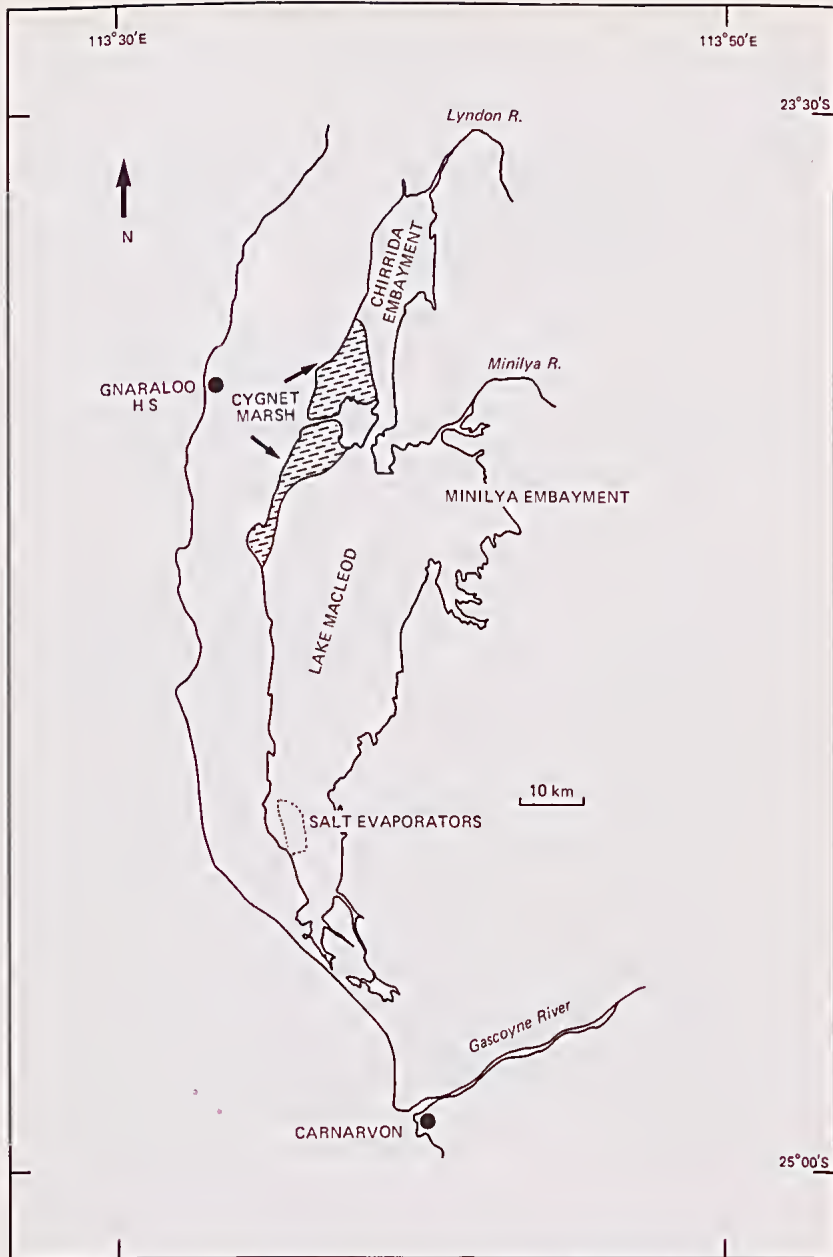 113°30'E
113°50'E
23°30'S
Lyndon R.
N
CHIRRIDA
EMBAYMENT
Minilya R.
GNARALOO
HS
CYGNET
MARSH
MINILYA EMBAYMENT
LAKE MACLEOD
10 km
SALT EVAPORATORS
Gascoyne River
CARNARVON
25°00'S